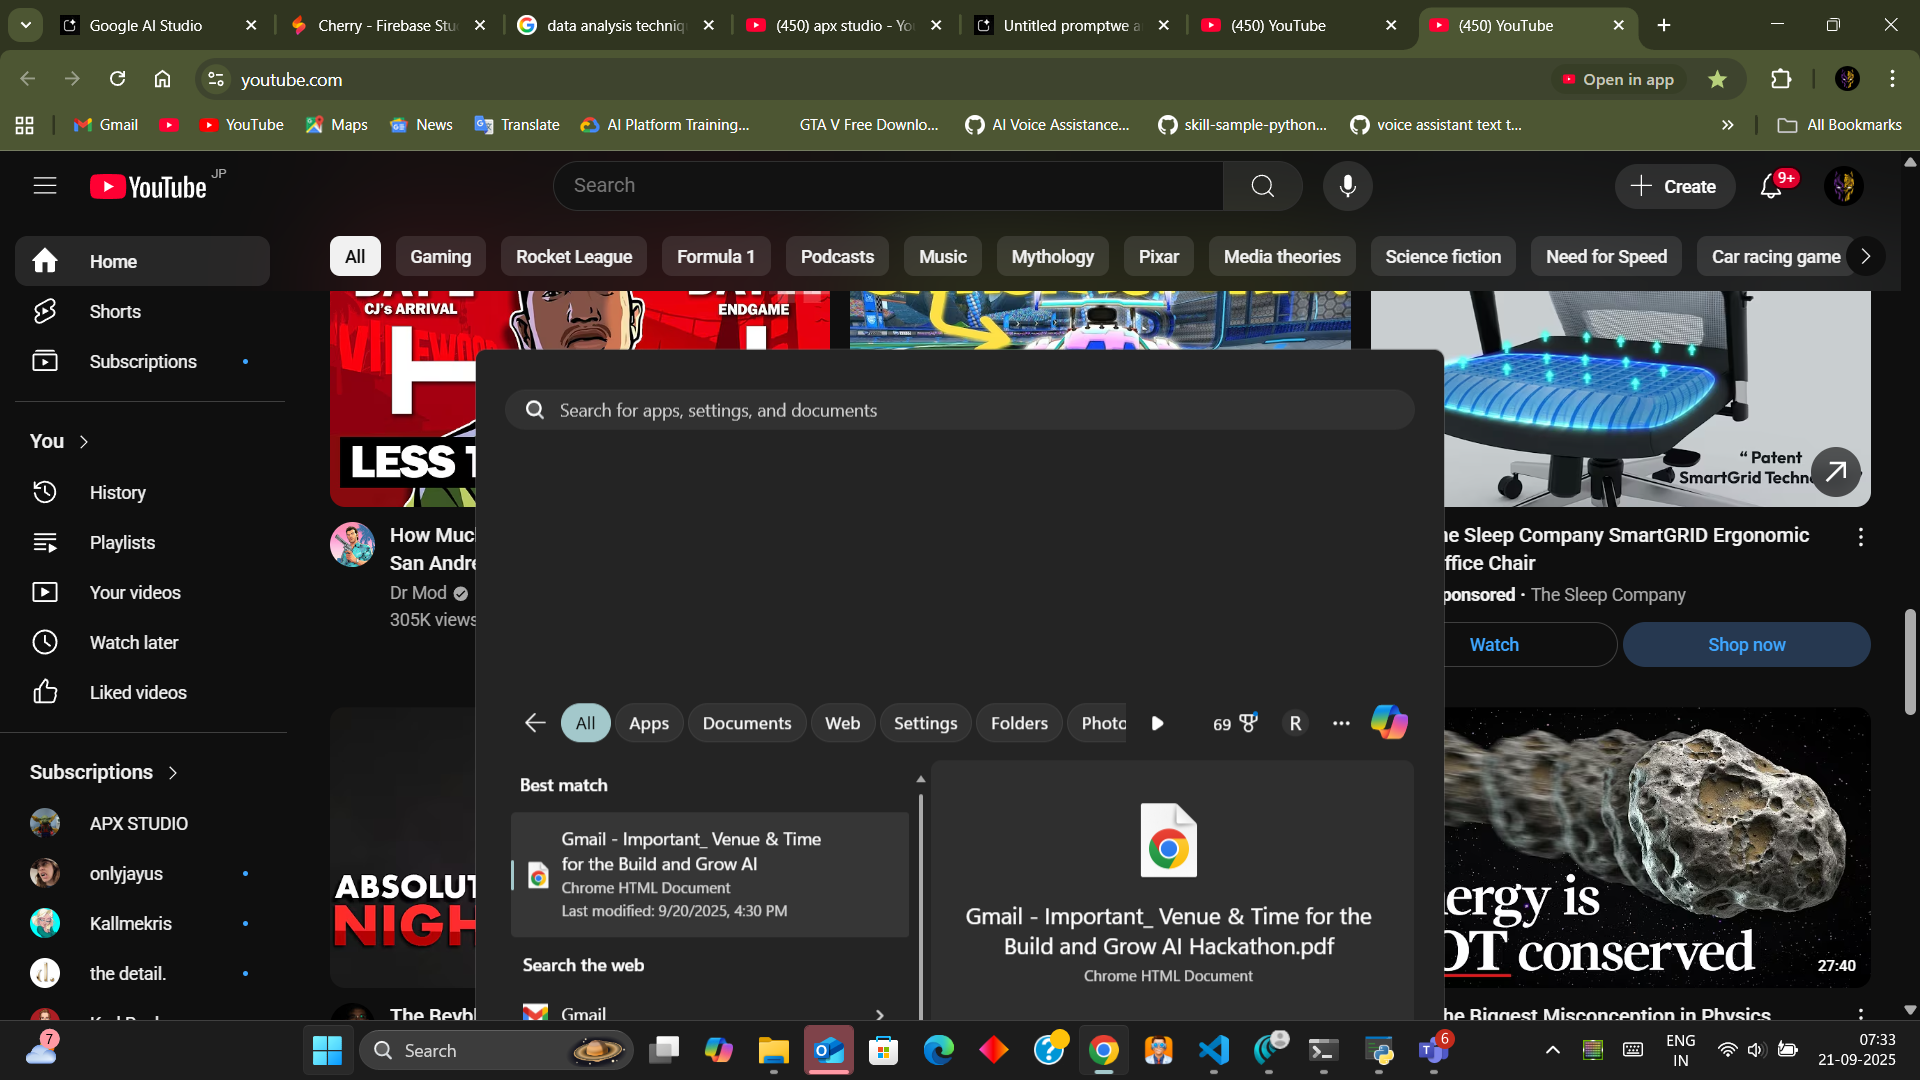 Google AI Studio
Cherry - Firebase Stu
data analysis techniq
(450) apx studio - Yo
Untitled promptwe a
(450) YouTube
(450) YouTube
youtube.com
Open in app
Gmail
YouTube
Maps
News
Translate
AI Platform Training...
GTA V Free Downlo...
AI Voice Assistance...
skill-sample-python...
voice assistant text t...
All Bookmarks
YouTube JP
Search
Create
9+
Home
Shorts
Subscriptions
You
History
Playlists
Your videos
Watch later
Liked videos
Subscriptions
APX STUDIO
onlyjayus
Kallmekris
the detail.
All
Gaming
Rocket League
Formula 1
Podcasts
Music
Mythology
Pixar
Media theories
Science fiction
Need for Speed
Car racing game
CJ's ARRIVAL
ENDGAME
LESS T
How Muc
San Andre
Dr Mod
305K views
ABSOLUT
NIGH
The Beybl
“ Patent
SmartGrid Techn
he Sleep Company SmartGRID Ergonomic
ffice Chair
ponsored • The Sleep Company
Watch
Shop now
ergy is
OT conserved
27:40
he Biggest Misconception in Physics
Search for apps, settings, and documents
All
Apps
Documents
Web
Settings
Folders
Photo
69
R
Best match
Gmail - Important_ Venue & Time
for the Build and Grow AI
Chrome HTML Document
Last modified: 9/20/2025, 4:30 PM
Search the web
Gmail
Gmail - Important_ Venue & Time for the
Build and Grow AI Hackathon.pdf
Chrome HTML Document
7
Search
6
ENG
IN
07:33
21-09-2025